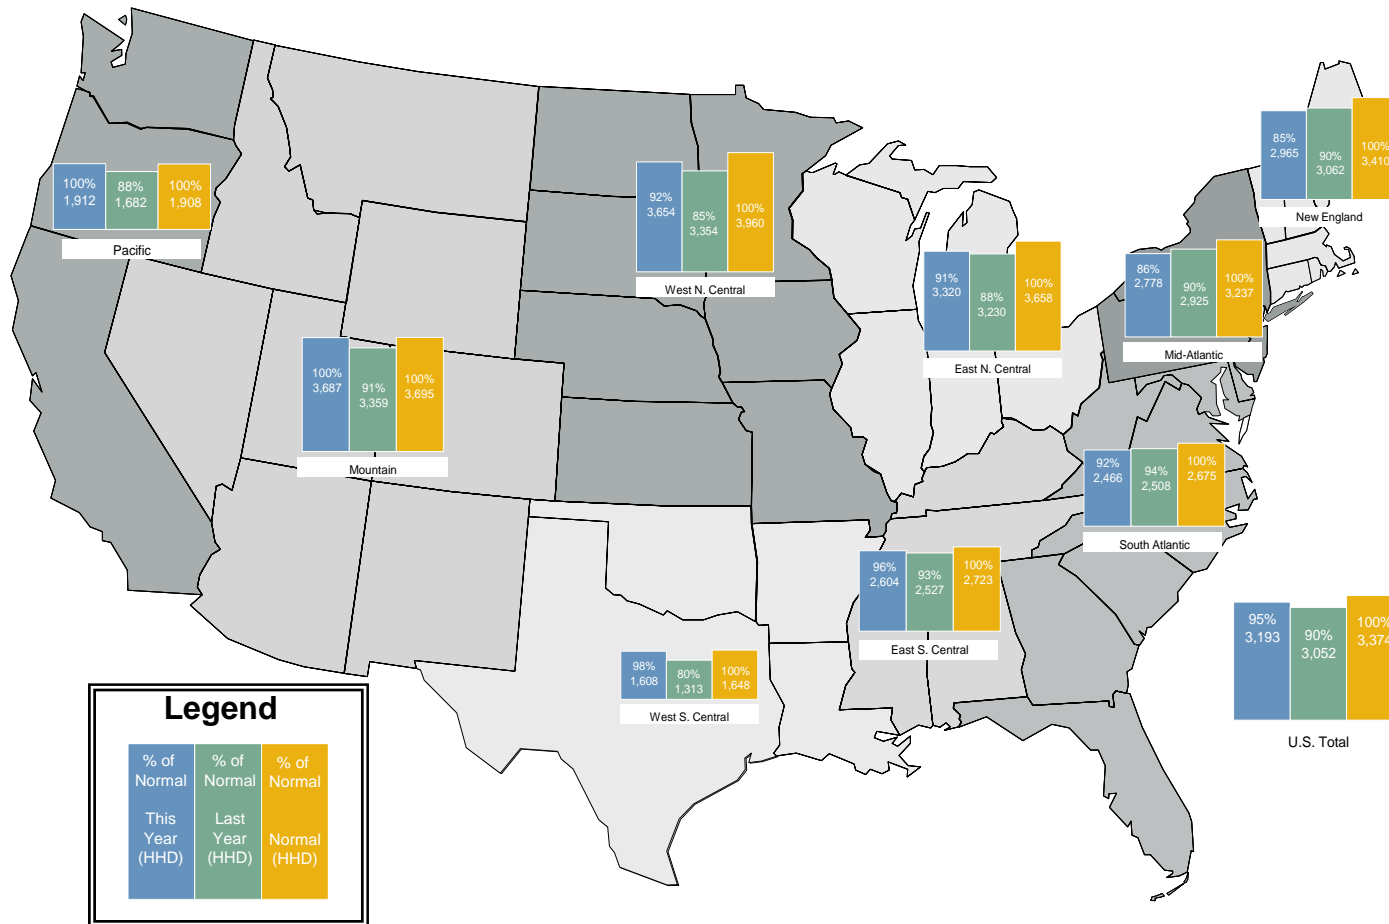 85%
2,965
90%
3,062
100%
3,410
New England
100%
1,912
88%
1,682
100%
1,908
Pacific
92%
3,654
85%
3,354
100%
3,960
West N. Central
91%
3,320
88%
3,230
100%
3,658
East N. Central
86%
2,778
90%
2,925
100%
3,237
Mid-Atlantic
100%
3,687
91%
3,359
100%
3,695
Mountain
92%
2,466
94%
2,508
100%
2,675
South Atlantic
96%
2,604
93%
2,527
100%
2,723
East S. Central
98%
1,608
80%
1,313
100%
1,648
West S. Central
95%
3,193
90%
3,052
100%
3,374
U.S. Total
Legend
% of
Normal
This
Year
(HHD)
% of
Normal
Last
Year
(HHD)
% of
Normal
Normal
(HHD)